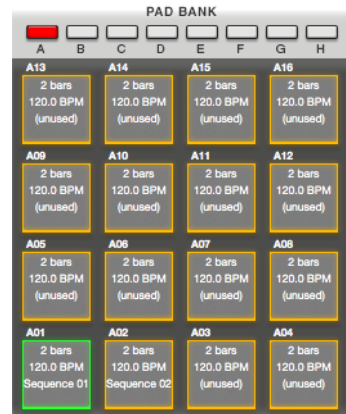 PAD BANK
A B C D E F G H
A13 A14 A15 A16
2 bars 2 bars 2 bars 2 bars
120.0 BPM 120.0 BPM 120.0 BPM 120.0 BPM
(unused) (unused) (unused) (unused)
A09 A10 A11 A12
2 bars 2 bars 2 bars 2 bars
120.0 BPM 120.0 BPM 120.0 BPM 120.0 BPM
(unused) (unused) (unused) (unused)
A05 A06 A07 A08
2 bars 2 bars 2 bars 2 bars
120.0 BPM 120.0 BPM 120.0 BPM 120.0 BPM
(unused) (unused) (unused) (unused)
A01 A02 A03 A04
2 bars 2 bars 2 bars 2 bars
120.0 BPM 120.0 BPM 120.0 BPM 120.0 BPM
Sequence 01 Sequence 02 (unused) (unused)